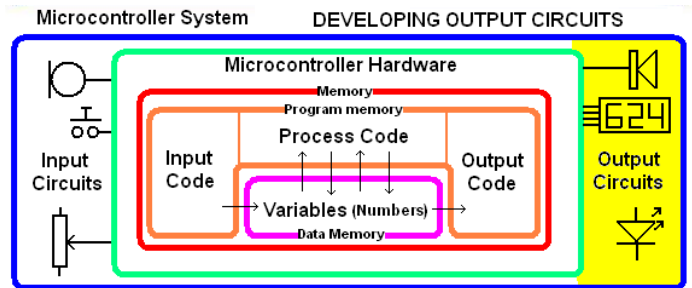 Microcontroller System
DEVELOPING OUTPUT CIRCUITS
Microcontroller Hardware
Memory
Program memory
Process Code
Input
Code
Output
Code
Variables (Numbers)
Data Memory
Input
Circuits
624
Output
Circuits